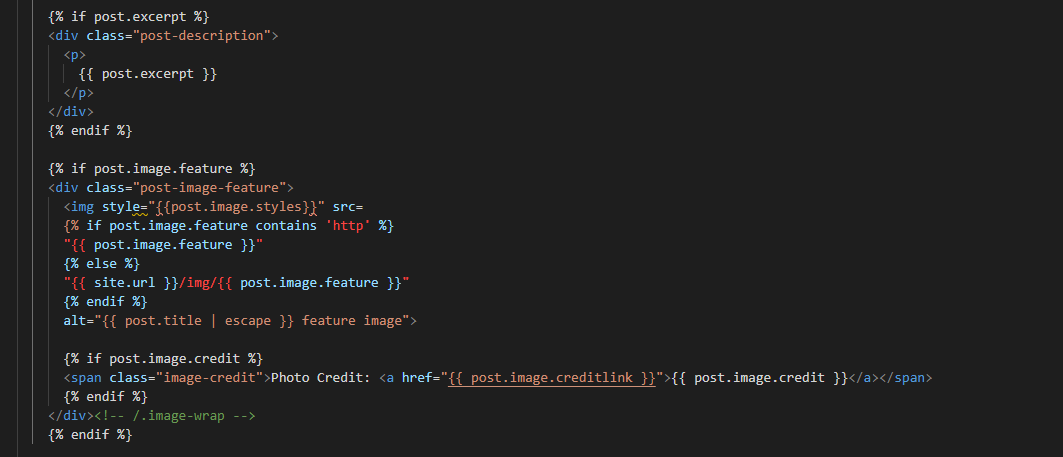 {% if post.excerpt %}
<div class="post-description">
<p>
{{ post.excerpt }}
</p>
</div>
{% endif %}
{% if post.image.feature %}
<div class="post-image-feature">
<img style="{{post.image.styles}}" src=
{% if post.image.feature contains 'http' %}
"{{ post.image.feature }}"
{% else %}
"{{ site.url }}/img/{{ post.image.feature }}"
{% endif %}
alt="{{ post.title | escape }} feature image">
{% if post.image.credit %}
<span class="image-credit">Photo Credit: <a href="{{ post.image.creditlink }}">{{ post.image.credit }}</a></span>
{% endif %}
</div><!-- /.image-wrap -->
{% endif %}